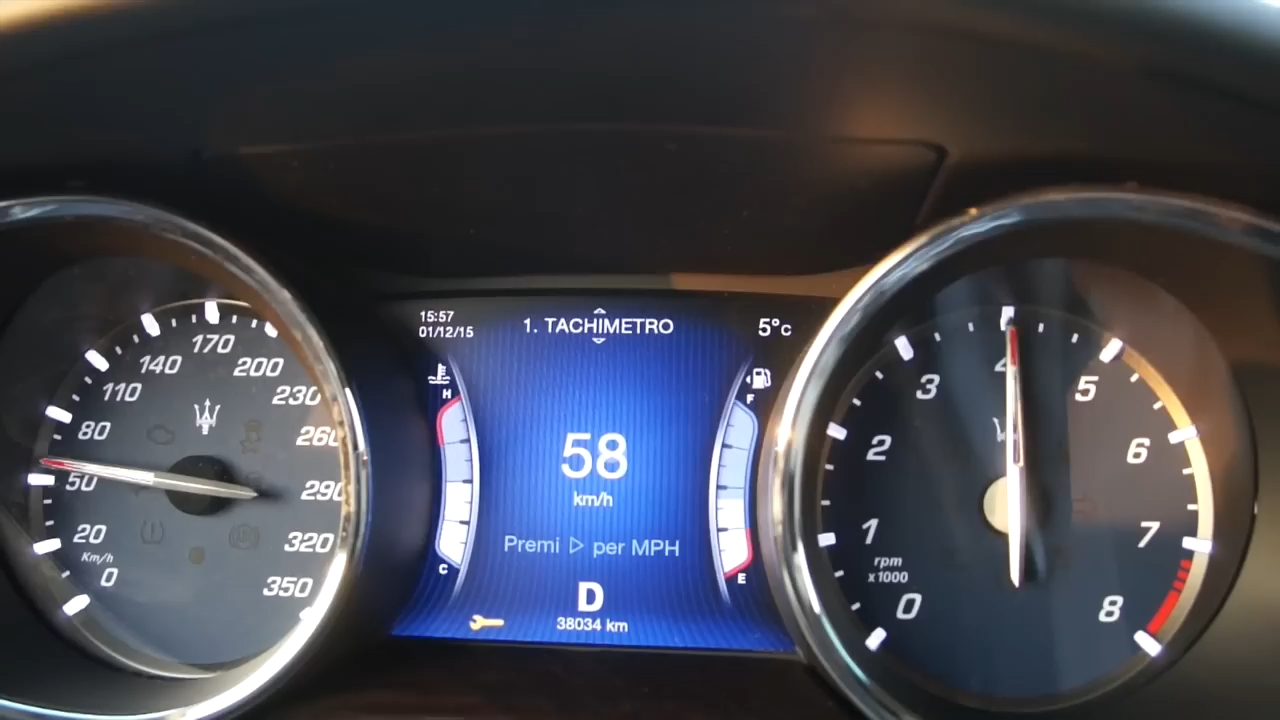 170
140
200
110
230
80
260
50
290
20
320
Km/h
0
350
15:57
01/12/15
1. TACHIMETRO
5°c
H
F
58
km/h
Premi ▷ per MPH
C
E
D
38034 km
4
3
5
2
6
1
7
rpm
x1000
0
8